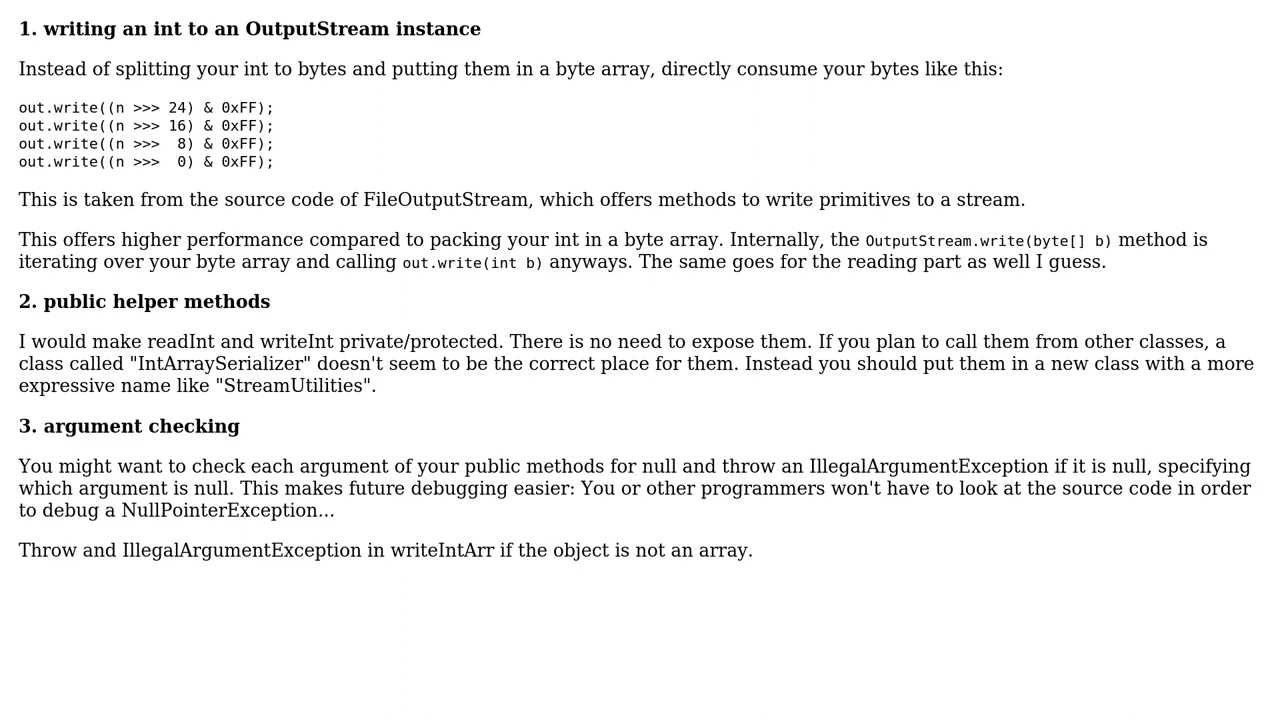 1. writing an int to an OutputStream instance
Instead of splitting your int to bytes and putting them in a byte array, directly consume your bytes like this:
out.write((n >>> 24) & 0xFF);
out.write((n >>> 16) & 0xFF);
out.write((n >>>  8) & 0xFF);
out.write((n >>>  0) & 0xFF);
This is taken from the source code of FileOutputStream, which offers methods to write primitives to a stream.
This offers higher performance compared to packing your int in a byte array. Internally, the OutputStream.write(byte[] b) method is
iterating over your byte array and calling out.write(int b) anyways. The same goes for the reading part as well I guess.
2. public helper methods
I would make readInt and writeInt private/protected. There is no need to expose them. If you plan to call them from other classes, a
class called "IntArraySerializer" doesn't seem to be the correct place for them. Instead you should put them in a new class with a more
expressive name like "StreamUtilities".
3. argument checking
You might want to check each argument of your public methods for null and throw an IllegalArgumentException if it is null, specifying
which argument is null. This makes future debugging easier: You or other programmers won't have to look at the source code in order
to debug a NullPointerException...
Throw and IllegalArgumentException in writeIntArr if the object is not an array.